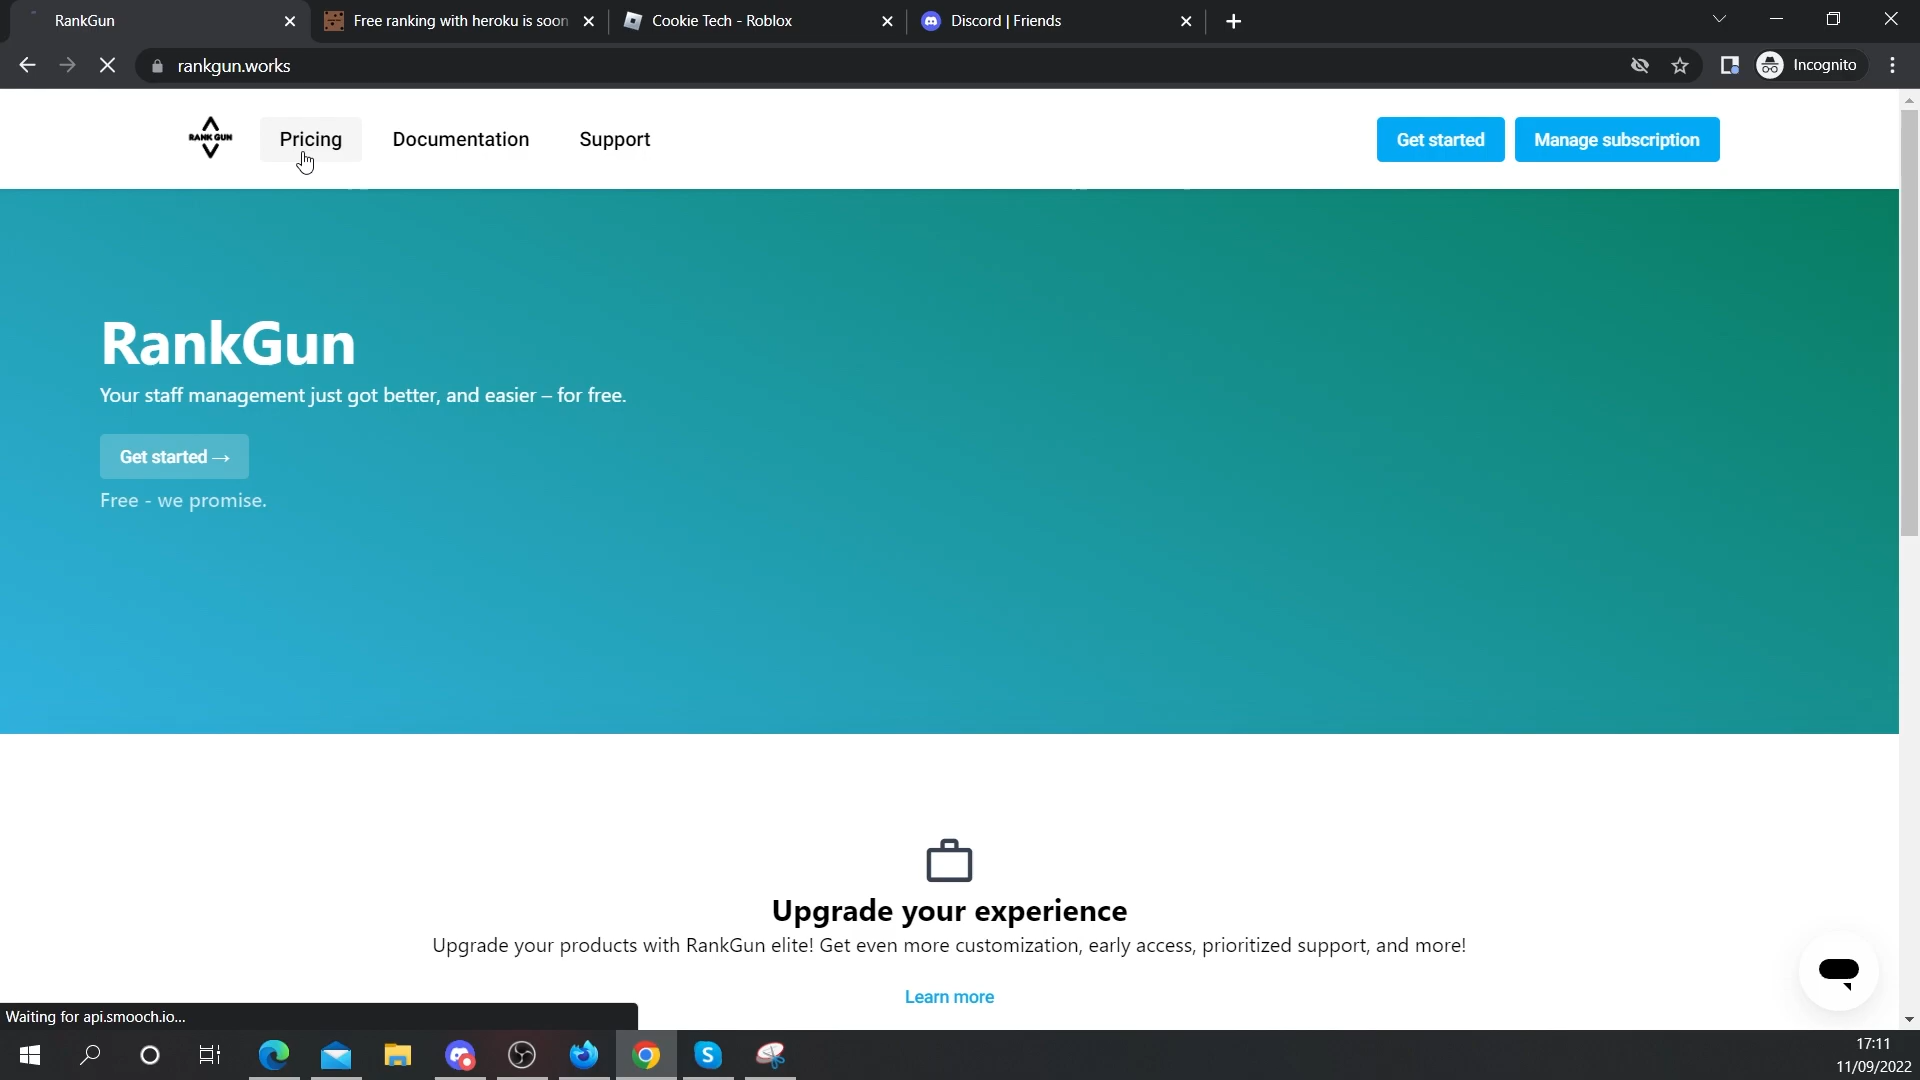 RankGun
Free ranking with heroku is soon
Cookie Tech - Roblox
Discord | Friends
rankgun.works
Incognito
RANK GUN
Pricing
Documentation
Support
Get started
Manage subscription
RankGun
Your staff management just got better, and easier – for free.
Get started →
Free - we promise.
Upgrade your experience
Upgrade your products with RankGun elite! Get even more customization, early access, prioritized support, and more!
Learn more
Waiting for api.smooch.io...
17:11
11/09/2022